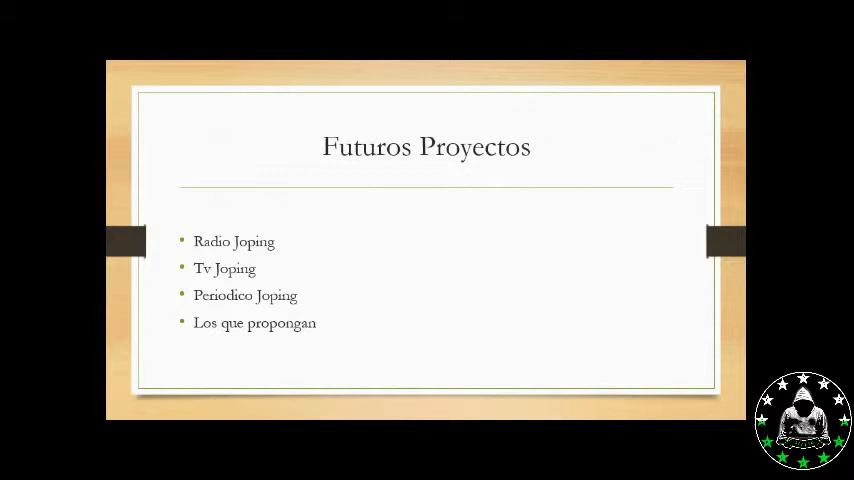 Futuros Proyectos
• Radio Joping
• Tv Joping
• Periodico Joping
• Los que propongan